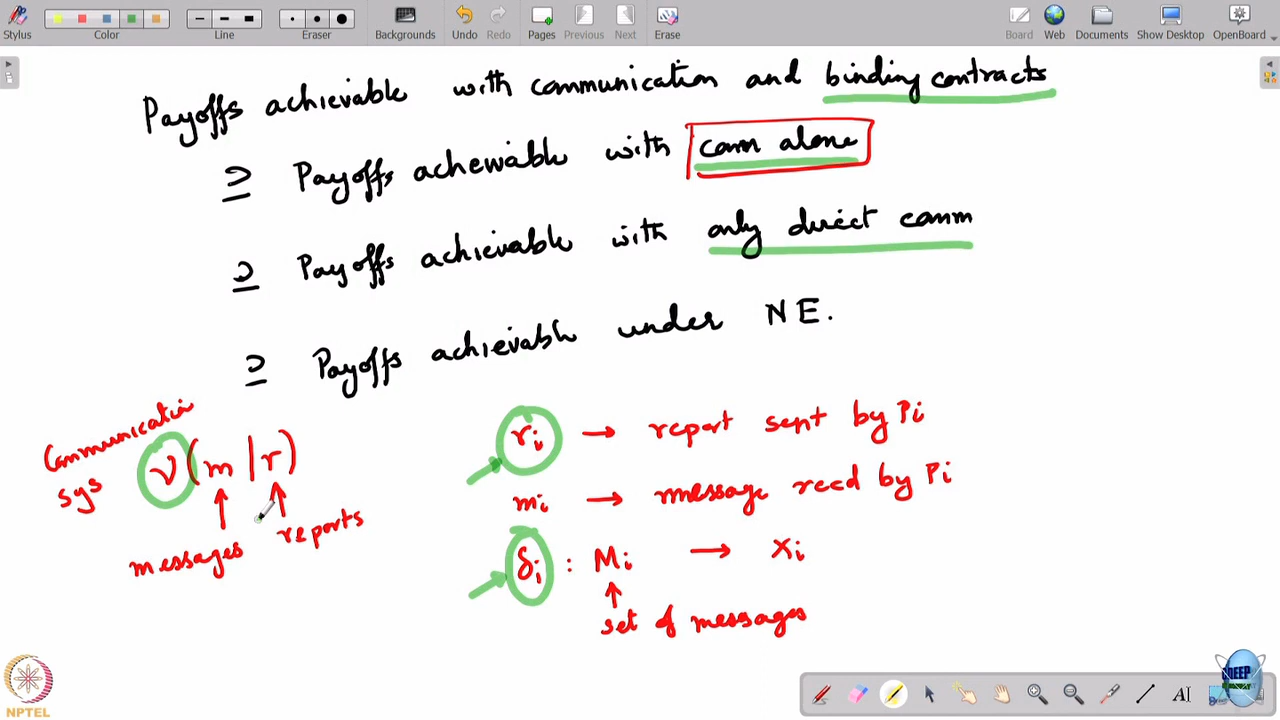 Stylus
Color
Line
Eraser
Backgrounds
Undo
Redo
Pages
Previous
Next
Erase
Board
Web
Documents
Show Desktop
OpenBoard
Payoffs achievable with communication and binding contracts
⊇ Payoffs achewable with comm alone
⊇ Payoffs achievable with only direct comm
⊇ Payoffs achievable under NE.
Communication sys
ν(m|r)
messages
reports
ri → report sent by Pi
mi → message recd by Pi
δi : Mi → Xi
set of messages
NPTEL